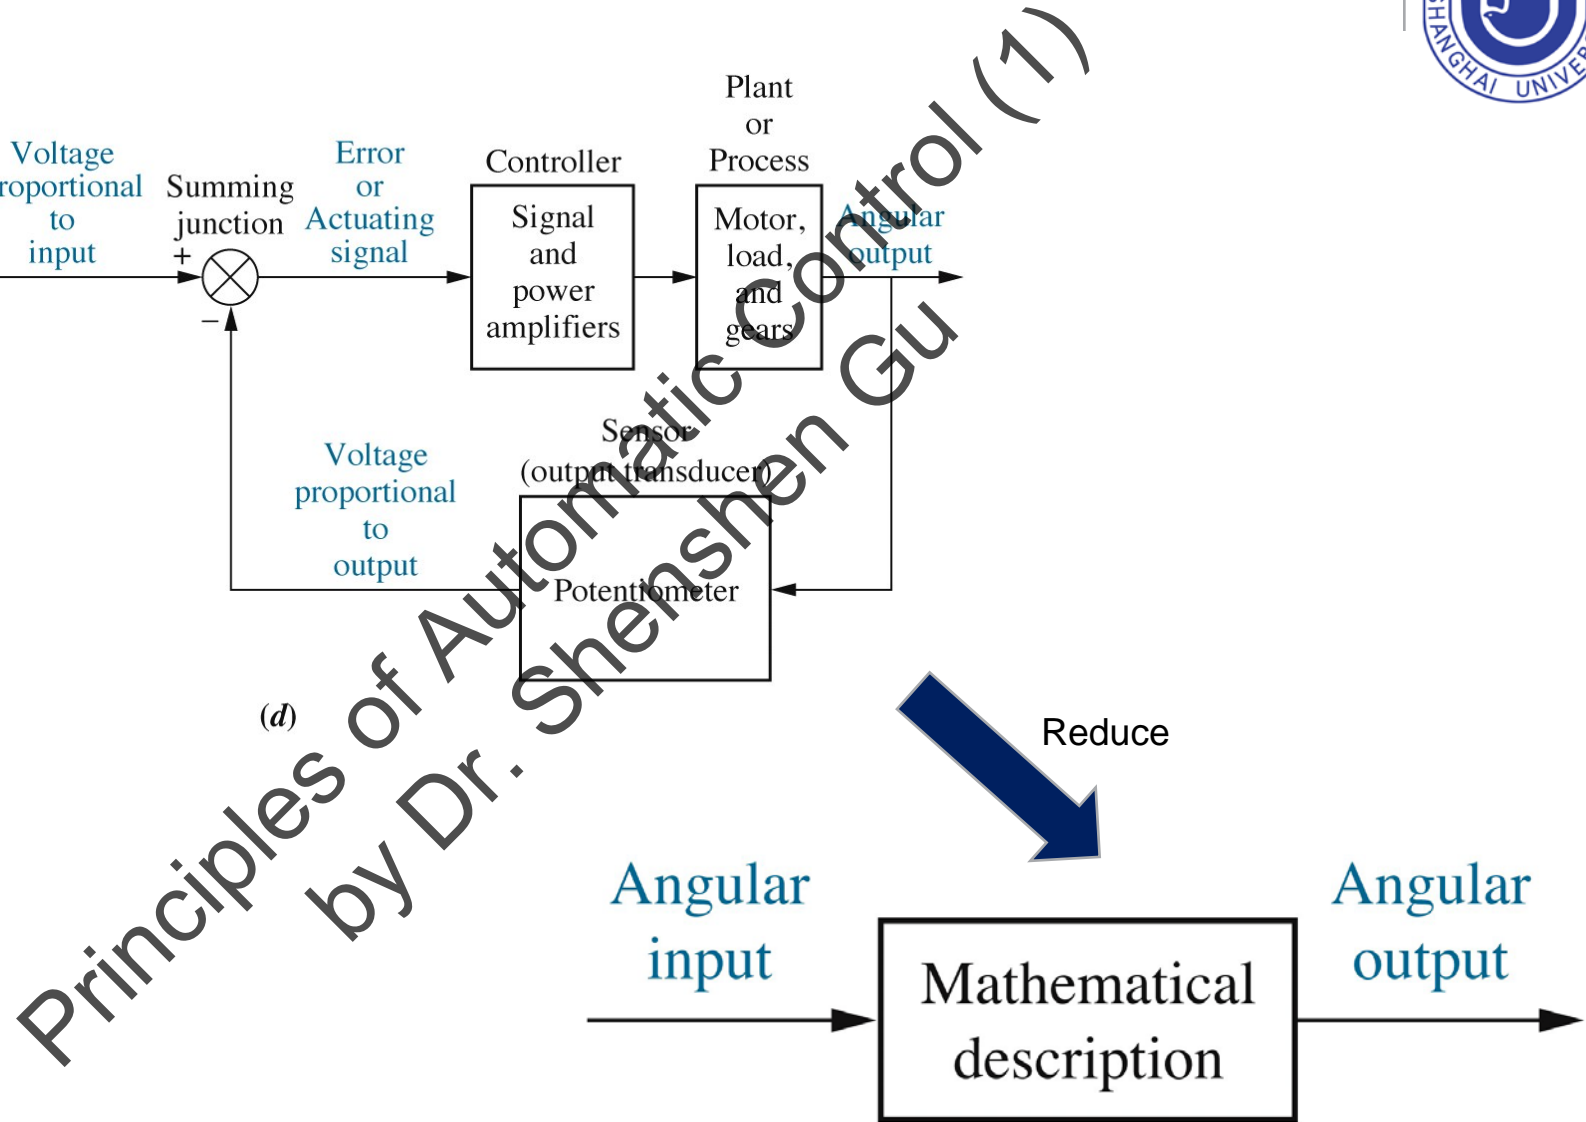 SHANGHAI UNIVER
Plant
or
Process
Controller
Voltage
roportional
to
input
Summing
junction
+
−
Error
or
Actuating
signal
Signal
and
power
amplifiers
Motor,
load,
and
gears
Angular
output
Sensor
(output transducer)
Potentiometer
Voltage
proportional
to
output
(d)
Reduce
Angular
input
Mathematical
description
Angular
output
Principles of Automatic Control (1)
by Dr. Shenshen Gu